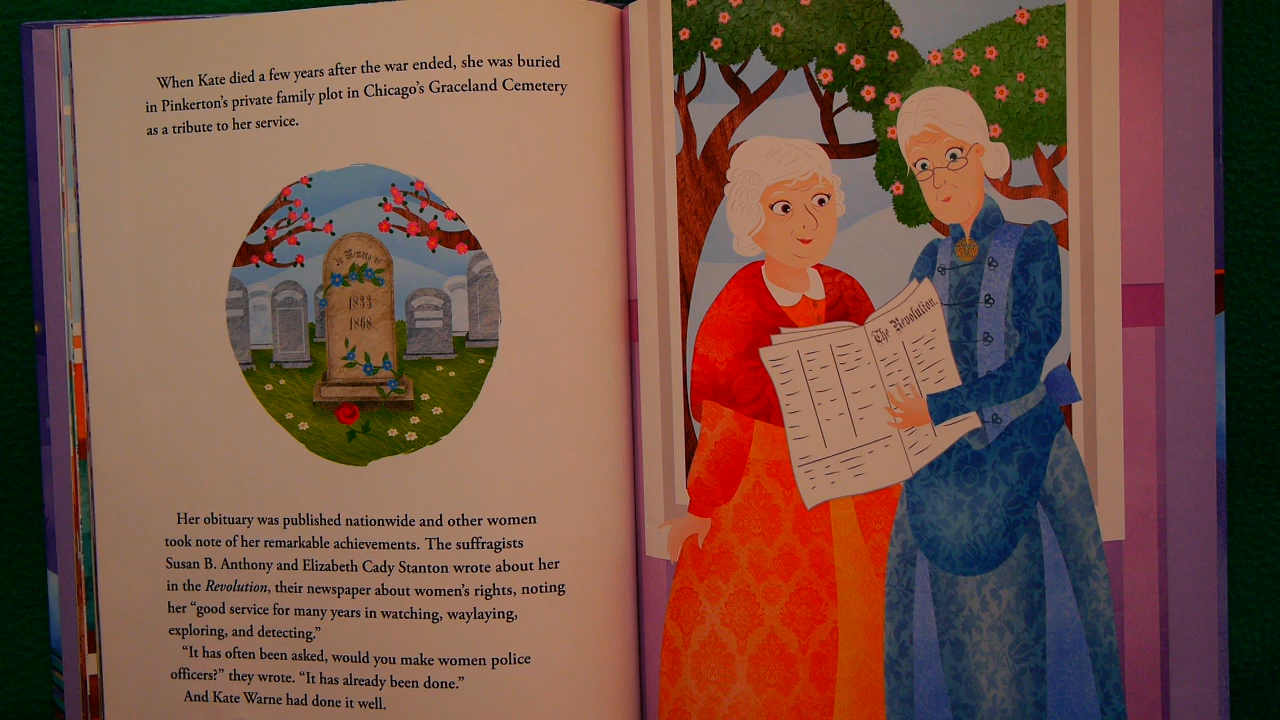 When Kate died a few years after the war ended, she was buried
in Pinkerton's private family plot in Chicago's Graceland Cemetery
as a tribute to her service.
In Memory of
1833
1868
Her obituary was published nationwide and other women
took note of her remarkable achievements. The suffragists
Susan B. Anthony and Elizabeth Cady Stanton wrote about her
in the Revolution, their newspaper about women's rights, noting
her “good service for many years in watching, waylaying,
exploring, and detecting.”
“It has often been asked, would you make women police
officers?” they wrote. “It has already been done.”
And Kate Warne had done it well.
The Revolution.